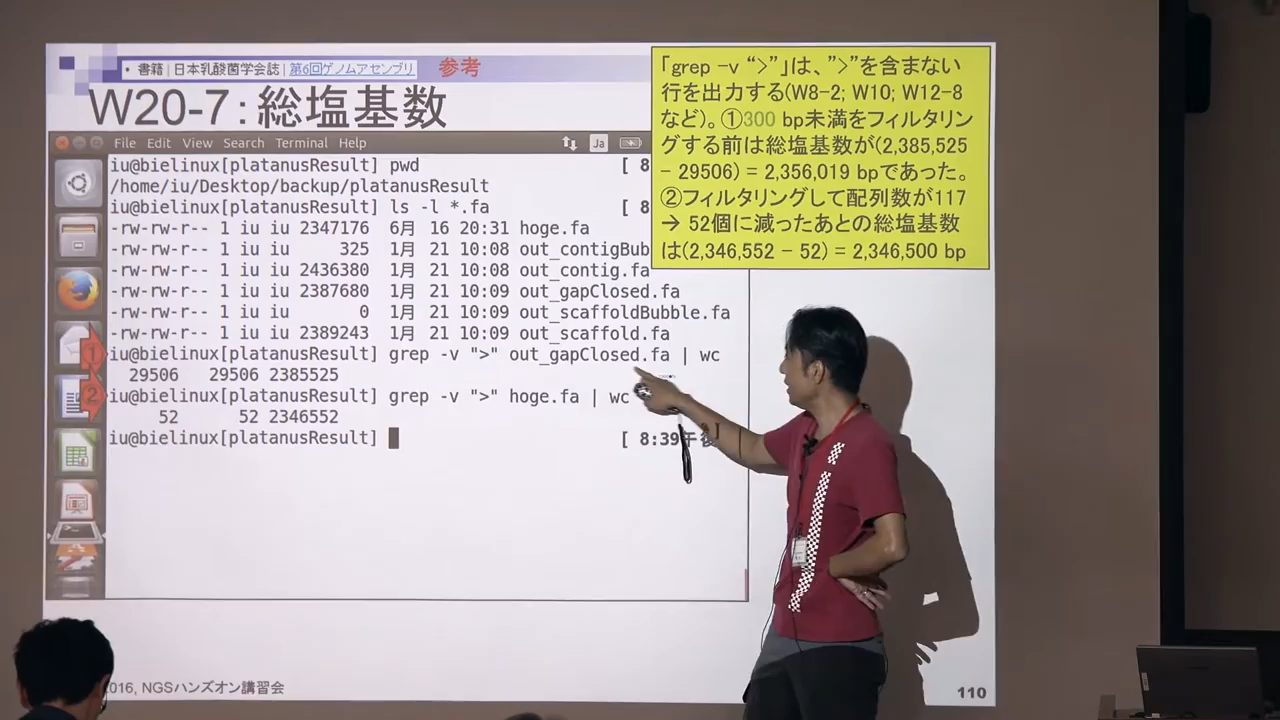 • 書籍 | 日本乳酸菌学会誌 | 第6回ゲノムアセンブリ
参考
W20-7：総塩基数
「grep -v “>”」は、”>”を含まない
行を出力する(W8-2; W10; W12-8
など)。①300 bp未満をフィルタリン
グする前は総塩基数が(2,385,525
- 29506) = 2,356,019 bpであった。
②フィルタリングして配列数が117
→ 52個に減ったあとの総塩基数
は(2,346,552 - 52) = 2,346,500 bp
File Edit View Search Terminal Help
Ja
iu@bielinux[platanusResult] pwd [ 8
/home/iu/Desktop/backup/platanusResult
iu@bielinux[platanusResult] ls -l *.fa [ 8
-rw-rw-r-- 1 iu iu 2347176 6月 16 20:31 hoge.fa
-rw-rw-r-- 1 iu iu 325 1月 21 10:08 out_contigBub
-rw-rw-r-- 1 iu iu 2436380 1月 21 10:08 out_contig.fa
-rw-rw-r-- 1 iu iu 2387680 1月 21 10:09 out_gapClosed.fa
-rw-rw-r-- 1 iu iu 0 1月 21 10:09 out_scaffoldBubble.fa
-rw-rw-r-- 1 iu iu 2389243 1月 21 10:09 out_scaffold.fa
① iu@bielinux[platanusResult] grep -v ">" out_gapClosed.fa | wc
29506 29506 2385525
② iu@bielinux[platanusResult] grep -v ">" hoge.fa | wc
52 52 2346552
iu@bielinux[platanusResult] [ 8:39午後
2016, NGSハンズオン講習会
110